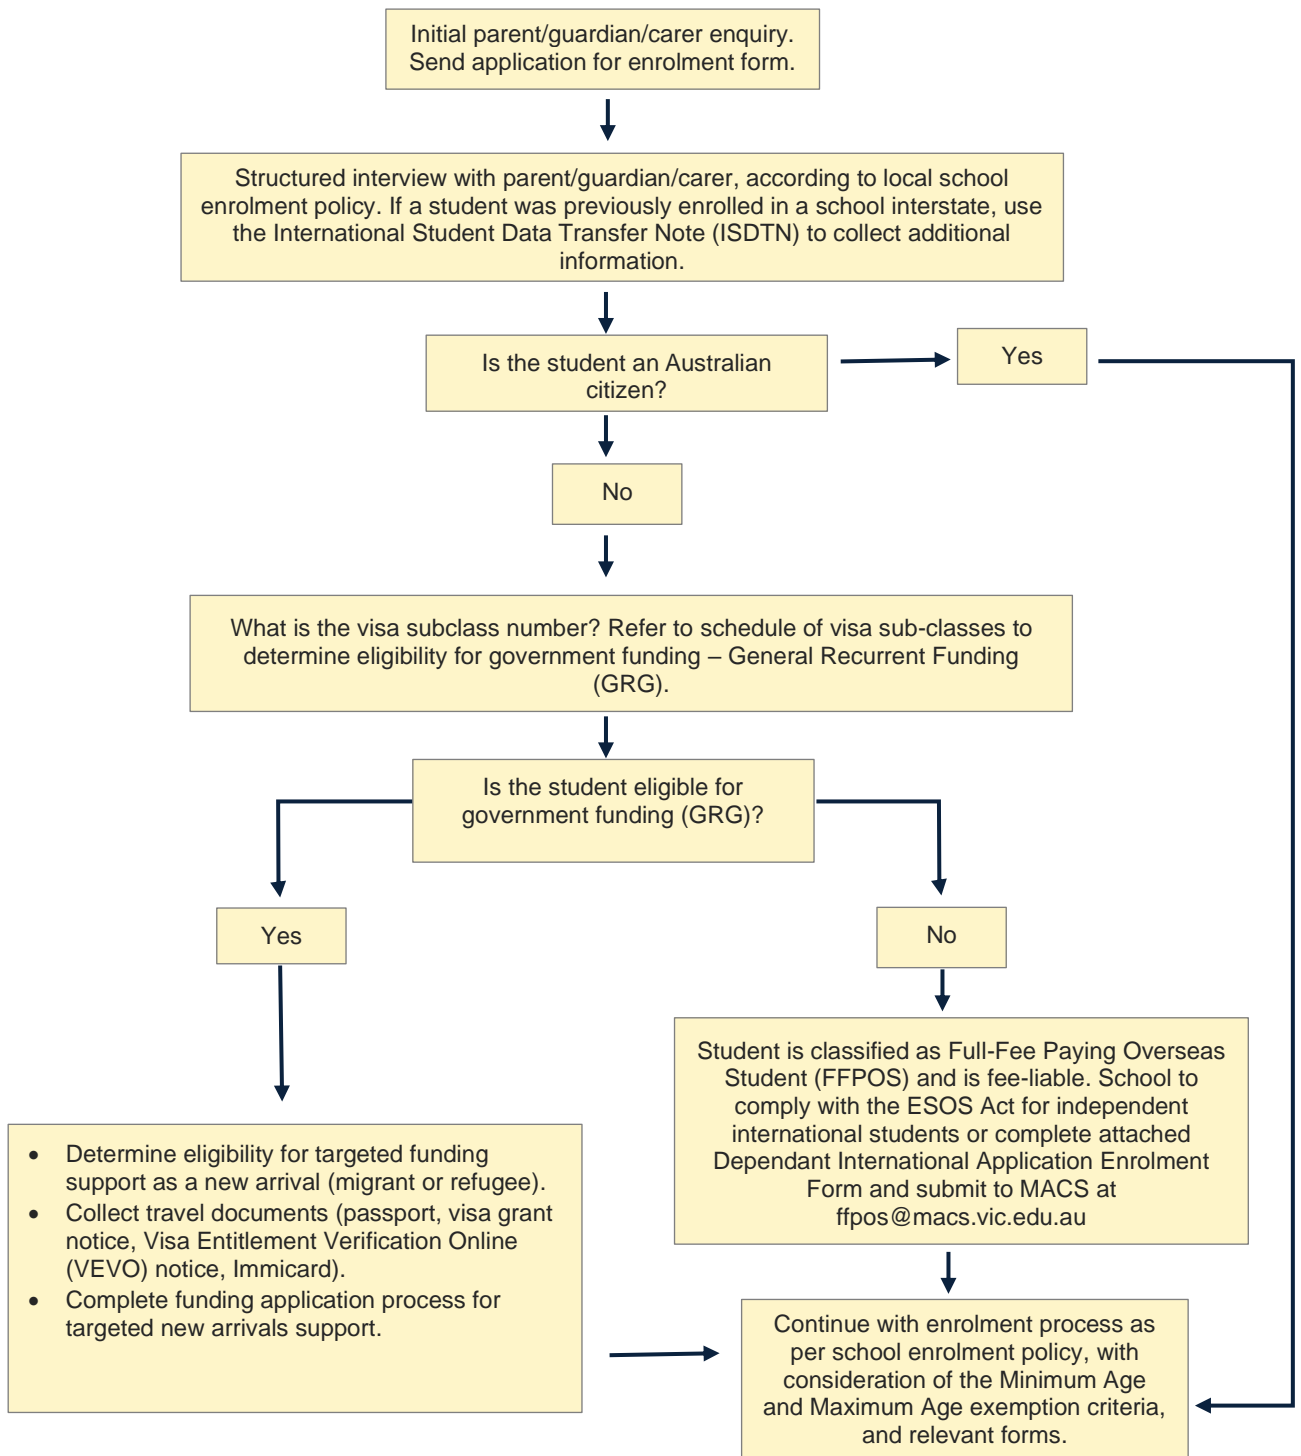 Initial parent/guardian/carer enquiry.
Send application for enrolment form.
Structured interview with parent/guardian/carer, according to local school
enrolment policy. If a student was previously enrolled in a school interstate, use
the International Student Data Transfer Note (ISDTN) to collect additional
information.
Is the student an Australian
citizen?
Yes
No
What is the visa subclass number? Refer to schedule of visa sub-classes to
determine eligibility for government funding – General Recurrent Funding
(GRG).
Is the student eligible for
government funding (GRG)?
Yes
No
Student is classified as Full-Fee Paying Overseas
Student (FFPOS) and is fee-liable. School to
comply with the ESOS Act for independent
international students or complete attached
Dependant International Application Enrolment
Form and submit to MACS at
ffpos@macs.vic.edu.au
• Determine eligibility for targeted funding
support as a new arrival (migrant or refugee).
• Collect travel documents (passport, visa grant
notice, Visa Entitlement Verification Online
(VEVO) notice, Immicard).
• Complete funding application process for
targeted new arrivals support.
Continue with enrolment process as
per school enrolment policy, with
consideration of the Minimum Age
and Maximum Age exemption criteria,
and relevant forms.